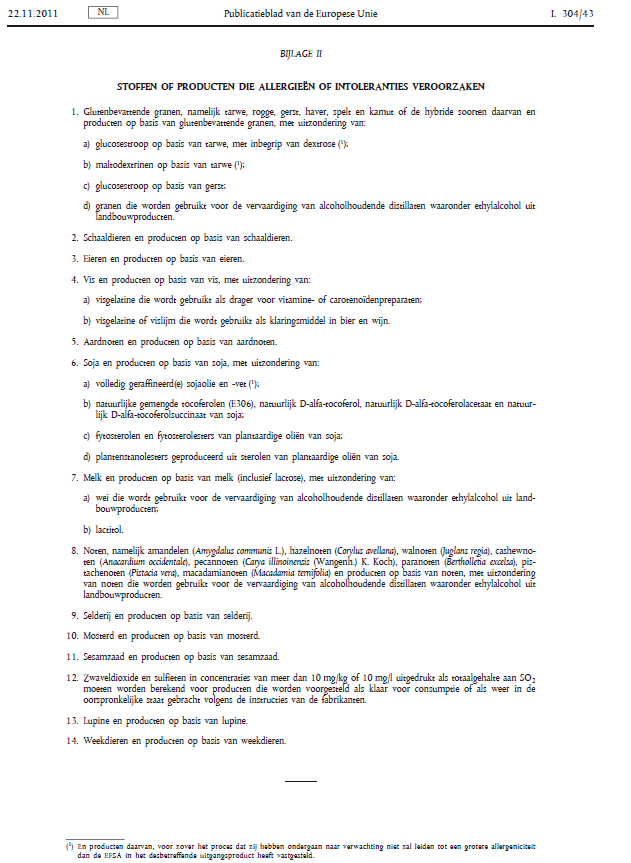 22.11.2011 NL Publicatieblad van de Europese Unie L 304/43
BIJLAGE II
STOFFEN OF PRODUCTEN DIE ALLERGIEËN OF INTOLERANTIES VEROORZAKEN
1. Glutenbevattende granen, namelijk tarwe, rogge, gerst, haver, spelt en kamut of de hybride soorten daarvan en
producten op basis van glutenbevattende granen, met uitzondering van:
a) glucosestroop op basis van tarwe, met inbegrip van dextrose (¹);
b) maltodextrinen op basis van tarwe (¹);
c) glucosestroop op basis van gerst;
d) granen die worden gebruikt voor de vervaardiging van alcoholhoudende distillaten waaronder ethylalcohol uit
landbouwproducten.
2. Schaaldieren en producten op basis van schaaldieren.
3. Eieren en producten op basis van eieren.
4. Vis en producten op basis van vis, met uitzondering van:
a) visgelatine die wordt gebruikt als drager voor vitamine- of carotenoïdenpreparaten;
b) visgelatine of vislijm die wordt gebruikt als klaringsmiddel in bier en wijn.
5. Aardnoten en producten op basis van aardnoten.
6. Soja en producten op basis van soja, met uitzondering van:
a) volledig geraffineerd(e) sojaolie en -vet (¹);
b) natuurlijke gemengde tocoferolen (E306), natuurlijk D-alfa-tocoferol, natuurlijk D-alfa-tocoferolacetaat en natuur-
lijk D-alfa-tocoferolsuccinaat van soja;
c) fytosterolen en fytosterolesters van plantaardige oliën van soja;
d) plantenstanolesters geproduceerd uit sterolen van plantaardige oliën van soja.
7. Melk en producten op basis van melk (inclusief lactose), met uitzondering van:
a) wei die wordt gebruikt voor de vervaardiging van alcoholhoudende distillaten waaronder ethylalcohol uit land-
bouwproducten;
b) lactitol.
8. Noten, namelijk amandelen (Amygdalus communis L.), hazelnoten (Corylus avellana), walnoten (Juglans regia), cashewno-
ten (Anacardium occidentale), pecannoten (Carya illinoinensis (Wangenh.) K. Koch), paranoten (Bertholletia excelsa), pis-
tachenoten (Pistacia vera), macadamianoten (Macadamia ternifolia) en producten op basis van noten, met uitzondering
van noten die worden gebruikt voor de vervaardiging van alcoholhoudende distillaten waaronder ethylalcohol uit
landbouwproducten.
9. Selderij en producten op basis van selderij.
10. Mosterd en producten op basis van mosterd.
11. Sesamzaad en producten op basis van sesamzaad.
12. Zwaveldioxide en sulfieten in concentraties van meer dan 10 mg/kg of 10 mg/l uitgedrukt als totaalgehalte aan SO₂
moeten worden berekend voor producten die worden voorgesteld als klaar voor consumptie of als weer in de
oorspronkelijke staat gebracht volgens de instructies van de fabrikanten.
13. Lupine en producten op basis van lupine.
14. Weekdieren en producten op basis van weekdieren.
(¹) En producten daarvan, voor zover het proces dat zij hebben ondergaan naar verwachting niet zal leiden tot een grotere allergeniciteit
dan de EFSA in het desbetreffende uitgangsproduct heeft vastgesteld.